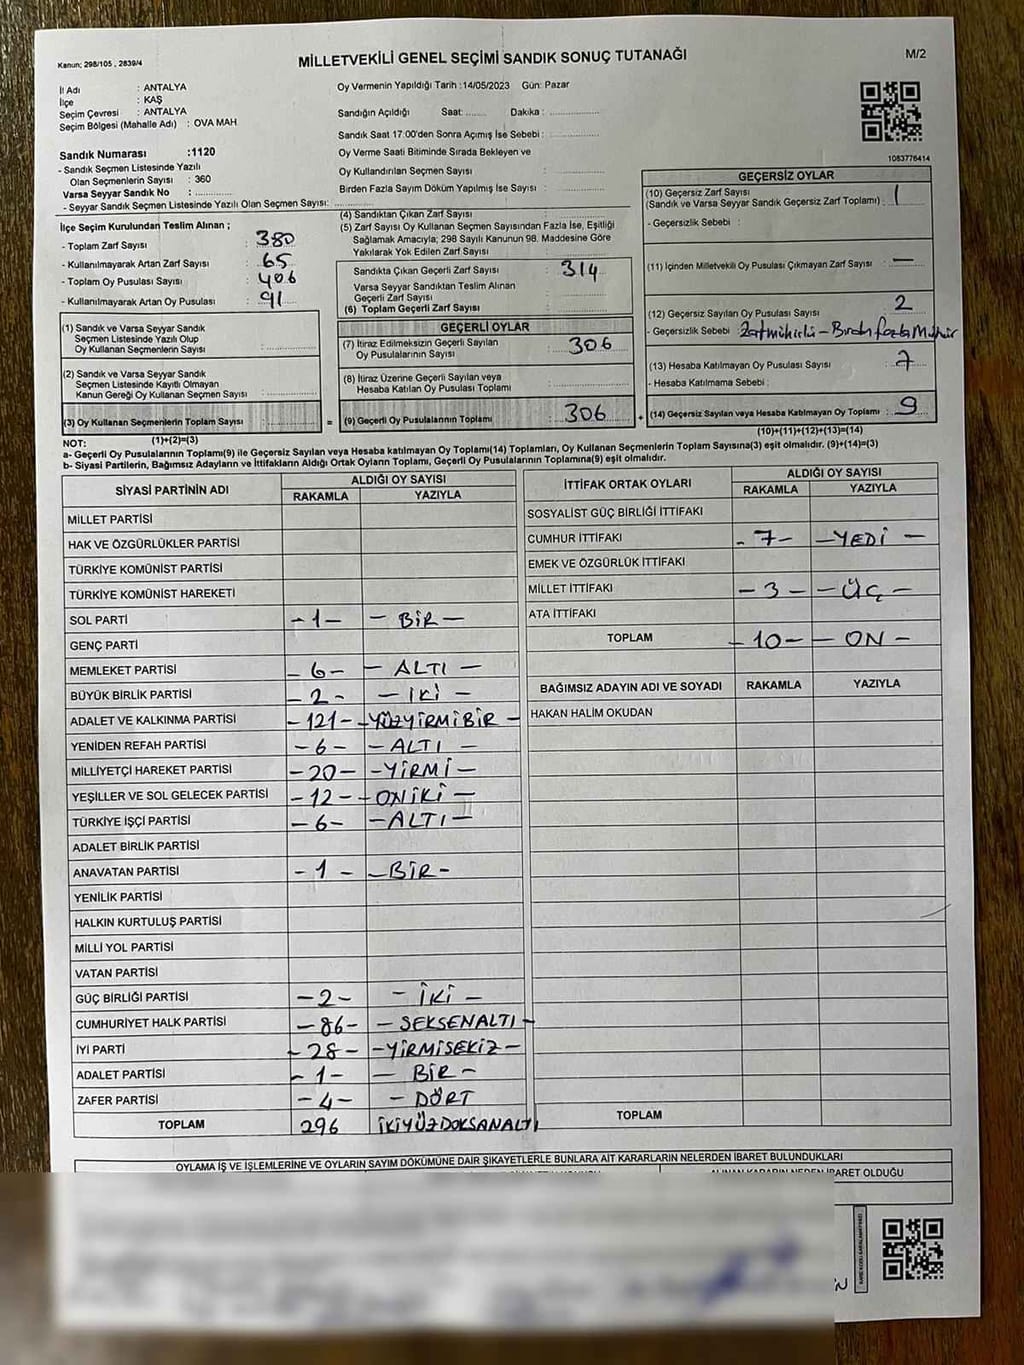 Kanun; 298/105 , 2839/4
MİLLETVEKİLİ GENEL SEÇİMİ SANDIK SONUÇ TUTANAĞI
M/2
İl Adı : ANTALYA
İlçe : KAŞ
Seçim Çevresi : ANTALYA
Seçim Bölgesi (Mahalle Adı) : OVA MAH
Oy Vermenin Yapıldığı Tarih :14/05/2023 Gün: Pazar
Sandığın Açıldığı Saat: ....... Dakika : ..................
Sandık Saat 17:00'den Sonra Açımış İse Sebebi : ..................
Oy Verme Saati Bitiminde Sırada Bekleyen ve
Oy Kullandırılan Seçmen Sayısı : ..................
Birden Fazla Sayım Döküm Yapılmış İse Sayısı : ..................
1083776414
Sandık Numarası :1120
- Sandık Seçmen Listesinde Yazılı
Olan Seçmenlerin Sayısı : 360
Varsa Seyyar Sandık No : .............
- Seyyar Sandık Seçmen Listesinde Yazılı Olan Seçmen Sayısı: ..................
İlçe Seçim Kurulundan Teslim Alınan ;
- Toplam Zarf Sayısı : 380
- Kullanılmayarak Artan Zarf Sayısı : 65
- Toplam Oy Pusulası Sayısı : 406
- Kullanılmayarak Artan Oy Pusulası : 91
(4) Sandıktan Çıkan Zarf Sayısı : ..................
(5) Zarf Sayısı Oy Kullanan Seçmen Sayısından Fazla İse, Eşitliği
Sağlamak Amacıyla; 298 Sayılı Kanunun 98. Maddesine Göre
Yakılarak Yok Edilen Zarf Sayısı : ..................
Sandıkta Çıkan Geçerli Zarf Sayısı : 314
Varsa Seyyar Sandıktan Teslim Alınan
Geçerli Zarf Sayısı : ..................
(6) Toplam Geçerli Zarf Sayısı : ..................
GEÇERSİZ OYLAR
(10) Geçersiz Zarf Sayısı
(Sandık ve Varsa Seyyar Sandık Geçersiz Zarf Toplamı) : 1
- Geçersizlik Sebebi :
(11) İçinden Milletvekili Oy Pusulası Çıkmayan Zarf Sayısı : —
(12) Geçersiz Sayılan Oy Pusulası Sayısı : 2
- Geçersizlik Sebebi : Zarf mühürlü – Birden fazla Mühür
(13) Hesaba Katılmayan Oy Pusulası Sayısı : 7
- Hesaba Katılmama Sebebi :
(14) Geçersiz Sayılan veya Hesaba Katılmayan Oy Toplamı : 9
(10)+(11)+(12)+(13)=(14)
(1) Sandık ve Varsa Seyyar Sandık
Seçmen Listesinde Yazılı Olup
Oy Kullanan Seçmenlerin Sayısı : ..................
(2) Sandık ve Varsa Seyyar Sandık
Seçmen Listesinde Kayıtlı Olmayan
Kanun Gereği Oy Kullanan Seçmen Sayısı : ..................
(3) Oy Kullanan Seçmenlerin Toplam Sayısı : ..................
(1)+(2)=(3)
GEÇERLİ OYLAR
(7) İtiraz Edilmeksizin Geçerli Sayılan
Oy Pusulalarının Sayısı : 306
(8) İtiraz Üzerine Geçerli Sayılan veya
Hesaba Katılan Oy Pusulası Toplamı : ..................
= (9) Geçerli Oy Pusulalarının Toplamı : 306 +
NOT:
a- Geçerli Oy Pusulalarının Toplamı(9) ile Geçersiz Sayılan veya Hesaba katılmayan Oy Toplamı(14) Toplamları, Oy Kullanan Seçmenlerin Toplam Sayısına(3) eşit olmalıdır. (9)+(14)=(3)
b- Siyasi Partilerin, Bağımsız Adayların ve İttifakların Aldığı Ortak Oyların Toplamı, Geçerli Oy Pusulalarının Toplamına(9) eşit olmalıdır.
SİYASİ PARTİNİN ADI ALDIĞI OY SAYISI
RAKAMLA YAZIYLA
MİLLET PARTİSİ
HAK VE ÖZGÜRLÜKLER PARTİSİ
TÜRKİYE KOMÜNİST PARTİSİ
TÜRKİYE KOMÜNİST HAREKETİ
SOL PARTİ -1- - BİR -
GENÇ PARTİ
MEMLEKET PARTİSİ - 6 - - ALTI -
BÜYÜK BİRLİK PARTİSİ - 2 - - İKİ -
ADALET VE KALKINMA PARTİSİ - 121 - - YÜZYİRMİBİR -
YENİDEN REFAH PARTİSİ - 6 - - ALTI -
MİLLİYETÇİ HAREKET PARTİSİ - 20 - - YİRMİ -
YEŞİLLER VE SOL GELECEK PARTİSİ - 12 - - ONİKİ -
TÜRKİYE İŞÇİ PARTİSİ - 6 - - ALTI -
ADALET BİRLİK PARTİSİ
ANAVATAN PARTİSİ - 1 - - BİR -
YENİLİK PARTİSİ
HALKIN KURTULUŞ PARTİSİ
MİLLİ YOL PARTİSİ
VATAN PARTİSİ
GÜÇ BİRLİĞİ PARTİSİ - 2 - - İKİ -
CUMHURİYET HALK PARTİSİ - 86 - - SEKSENALTI -
İYİ PARTİ - 28 - - YİRMİSEKİZ -
ADALET PARTİSİ - 1 - - BİR -
ZAFER PARTİSİ - 4 - - DÖRT
TOPLAM 296 İKİYÜZDOKSANALTI
İTTİFAK ORTAK OYLARI ALDIĞI OY SAYISI
RAKAMLA YAZIYLA
SOSYALİST GÜÇ BİRLİĞİ İTTİFAKI
CUMHUR İTTİFAKI - 7 - - YEDİ -
EMEK VE ÖZGÜRLÜK İTTİFAKI
MİLLET İTTİFAKI - 3 - - ÜÇ -
ATA İTTİFAKI
TOPLAM - 10 - - ON -
BAĞIMSIZ ADAYIN ADI VE SOYADI RAKAMLA YAZIYLA
HAKAN HALİM OKUDAN
TOPLAM
OYLAMA İŞ VE İŞLEMLERİNE VE OYLARIN SAYIM DÖKÜMÜNE DAİR ŞİKAYETLERLE BUNLARA AİT KARARLARIN NELERDEN İBARET BULUNDUKLARI
ALINAN KARARIN NEDEN İBARET OLDUĞU